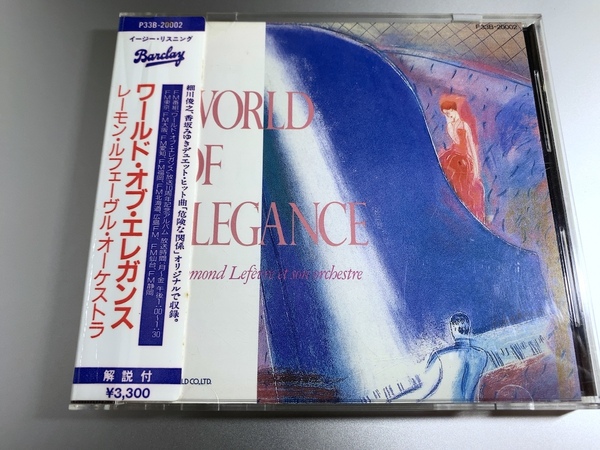 P33B-20002
イージー・リスニング
Barclay
ワールド・オブ・エレガンス
レーモン・ルフェーヴル・オーケストラ
細川俊之、香坂みゆきデュエット・ヒット曲「危険な関係」オリジナルで収録。
解説付
¥3,300
P33B-20002
WORLD
OF
ELEGANCE
mond Lefèvre et son orchestre
LD CO.,LTD.